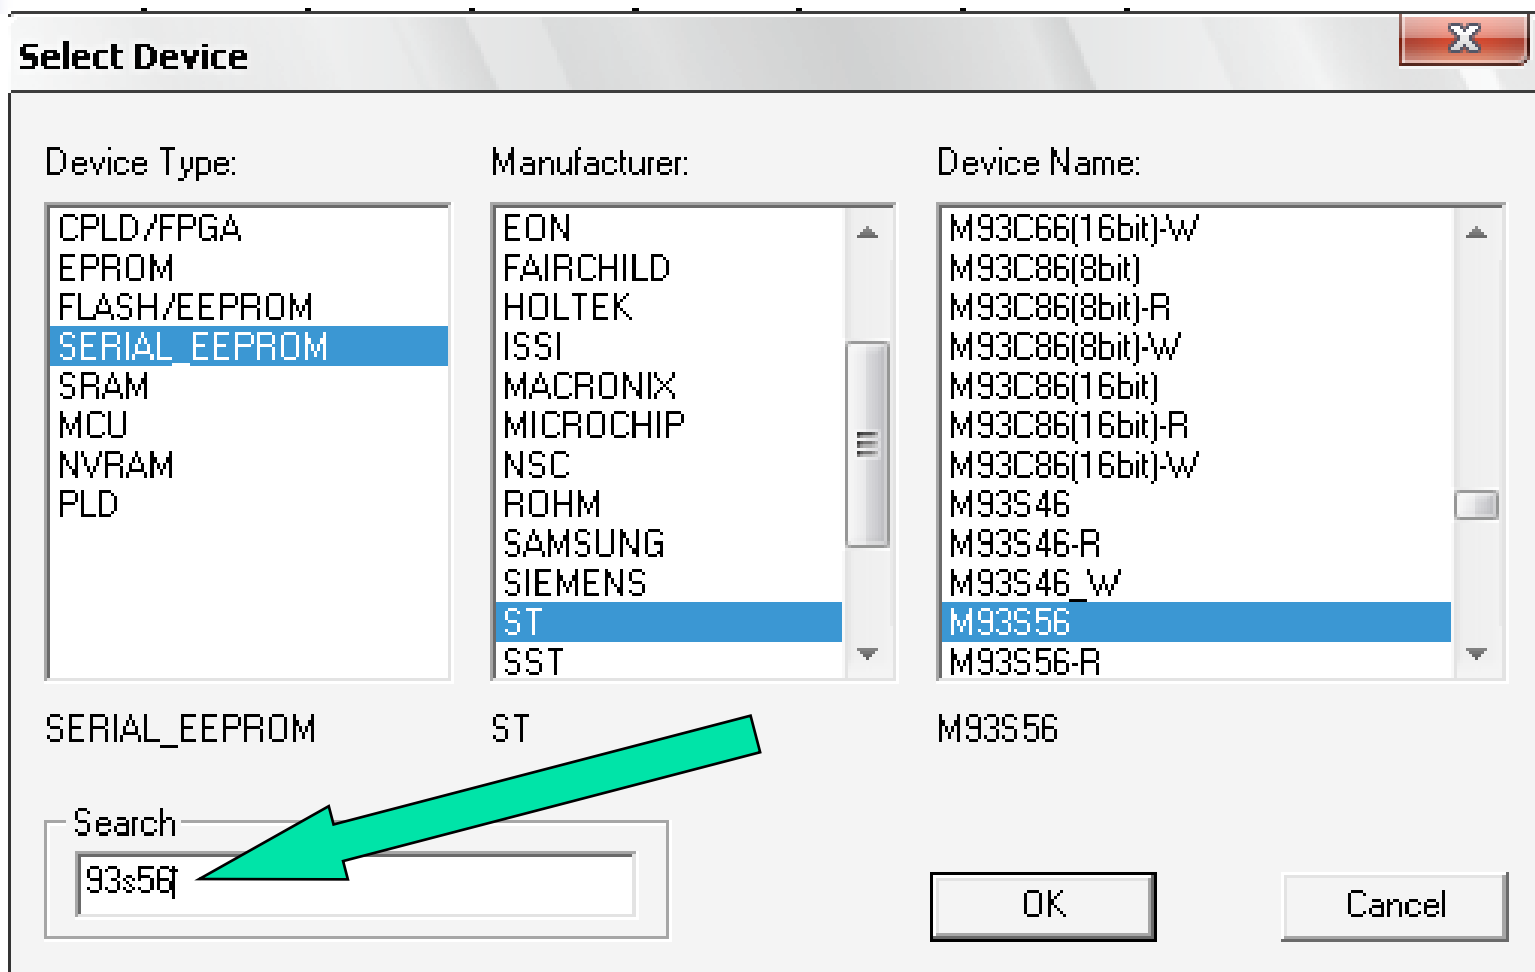 Select Device
Device Type:
CPLD/FPGA
EPROM
FLASH/EEPROM
SERIAL_EEPROM
SRAM
MCU
NVRAM
PLD
SERIAL_EEPROM
Manufacturer:
EON
FAIRCHILD
HOLTEK
ISSI
MACRONIX
MICROCHIP
NSC
ROHM
SAMSUNG
SIEMENS
ST
SST
ST
Device Name:
M93C66(16bit)-W
M93C86(8bit)
M93C86(8bit)-R
M93C86(8bit)-W
M93C86(16bit)
M93C86(16bit)-R
M93C86(16bit)-W
M93S46
M93S46-R
M93S46_W
M93S56
M93S56-R
M93S56
Search
93s56
OK
Cancel